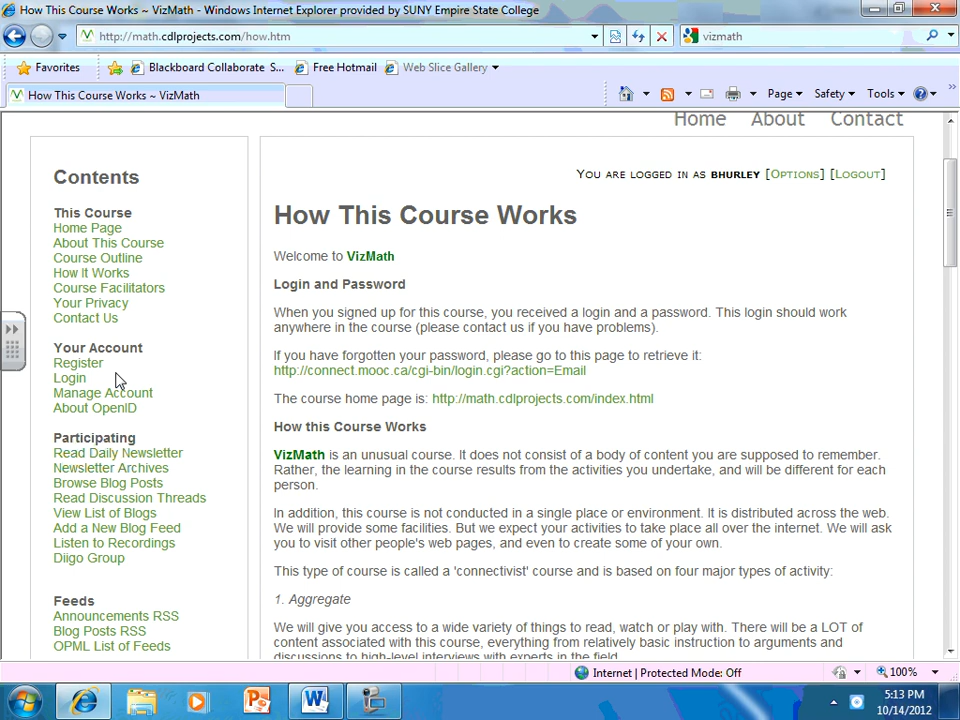 How This Course Works ~ VizMath - Windows Internet Explorer provided by SUNY Empire State College
http://math.cdlprojects.com/how.htm
vizmath
Favorites
Blackboard Collaborate S...
Free Hotmail
Web Slice Gallery
How This Course Works ~ VizMath
Page
Safety
Tools
Home About Contact
Contents
This Course
Home Page
About This Course
Course Outline
How It Works
Course Facilitators
Your Privacy
Contact Us
Your Account
Register
Login
Manage Account
About OpenID
Participating
Read Daily Newsletter
Newsletter Archives
Browse Blog Posts
Read Discussion Threads
View List of Blogs
Add a New Blog Feed
Listen to Recordings
Diigo Group
Feeds
Announcements RSS
Blog Posts RSS
OPML List of Feeds
You are logged in as bhurley [Options] [Logout]
How This Course Works
Welcome to VizMath
Login and Password
When you signed up for this course, you received a login and a password. This login should work
anywhere in the course (please contact us if you have problems).
If you have forgotten your password, please go to this page to retrieve it:
http://connect.mooc.ca/cgi-bin/login.cgi?action=Email
The course home page is: http://math.cdlprojects.com/index.html
How this Course Works
VizMath is an unusual course. It does not consist of a body of content you are supposed to remember.
Rather, the learning in the course results from the activities you undertake, and will be different for each
person.
In addition, this course is not conducted in a single place or environment. It is distributed across the web.
We will provide some facilities. But we expect your activities to take place all over the internet. We will ask
you to visit other people's web pages, and even to create some of your own.
This type of course is called a 'connectivist' course and is based on four major types of activity:
1. Aggregate
We will give you access to a wide variety of things to read, watch or play with. There will be a LOT of
content associated with this course, everything from relatively basic instruction to arguments and
discussions to high-level interviews with experts in the field.
Internet | Protected Mode: Off
100%
5:13 PM
10/14/2012